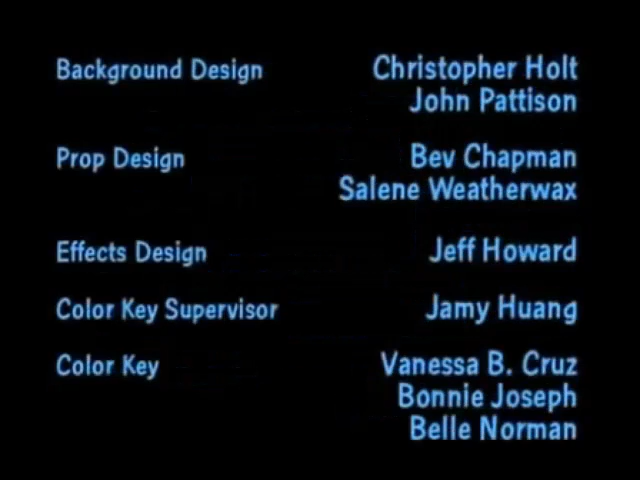 Background Design Christopher Holt
John Pattison
Prop Design Bev Chapman
Salene Weatherwax
Effects Design Jeff Howard
Color Key Supervisor Jamy Huang
Color Key Vanessa B. Cruz
Bonnie Joseph
Belle Norman